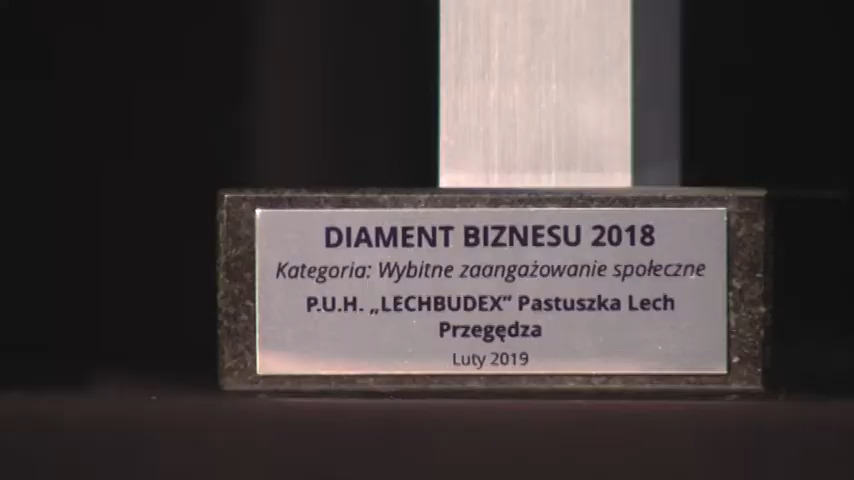 DIAMENT BIZNESU 2018
Kategoria: Wybitne zaangażowanie społeczne
P.U.H. „LECHBUDEX” Pastuszka Lech
Przegędza
Luty 2019